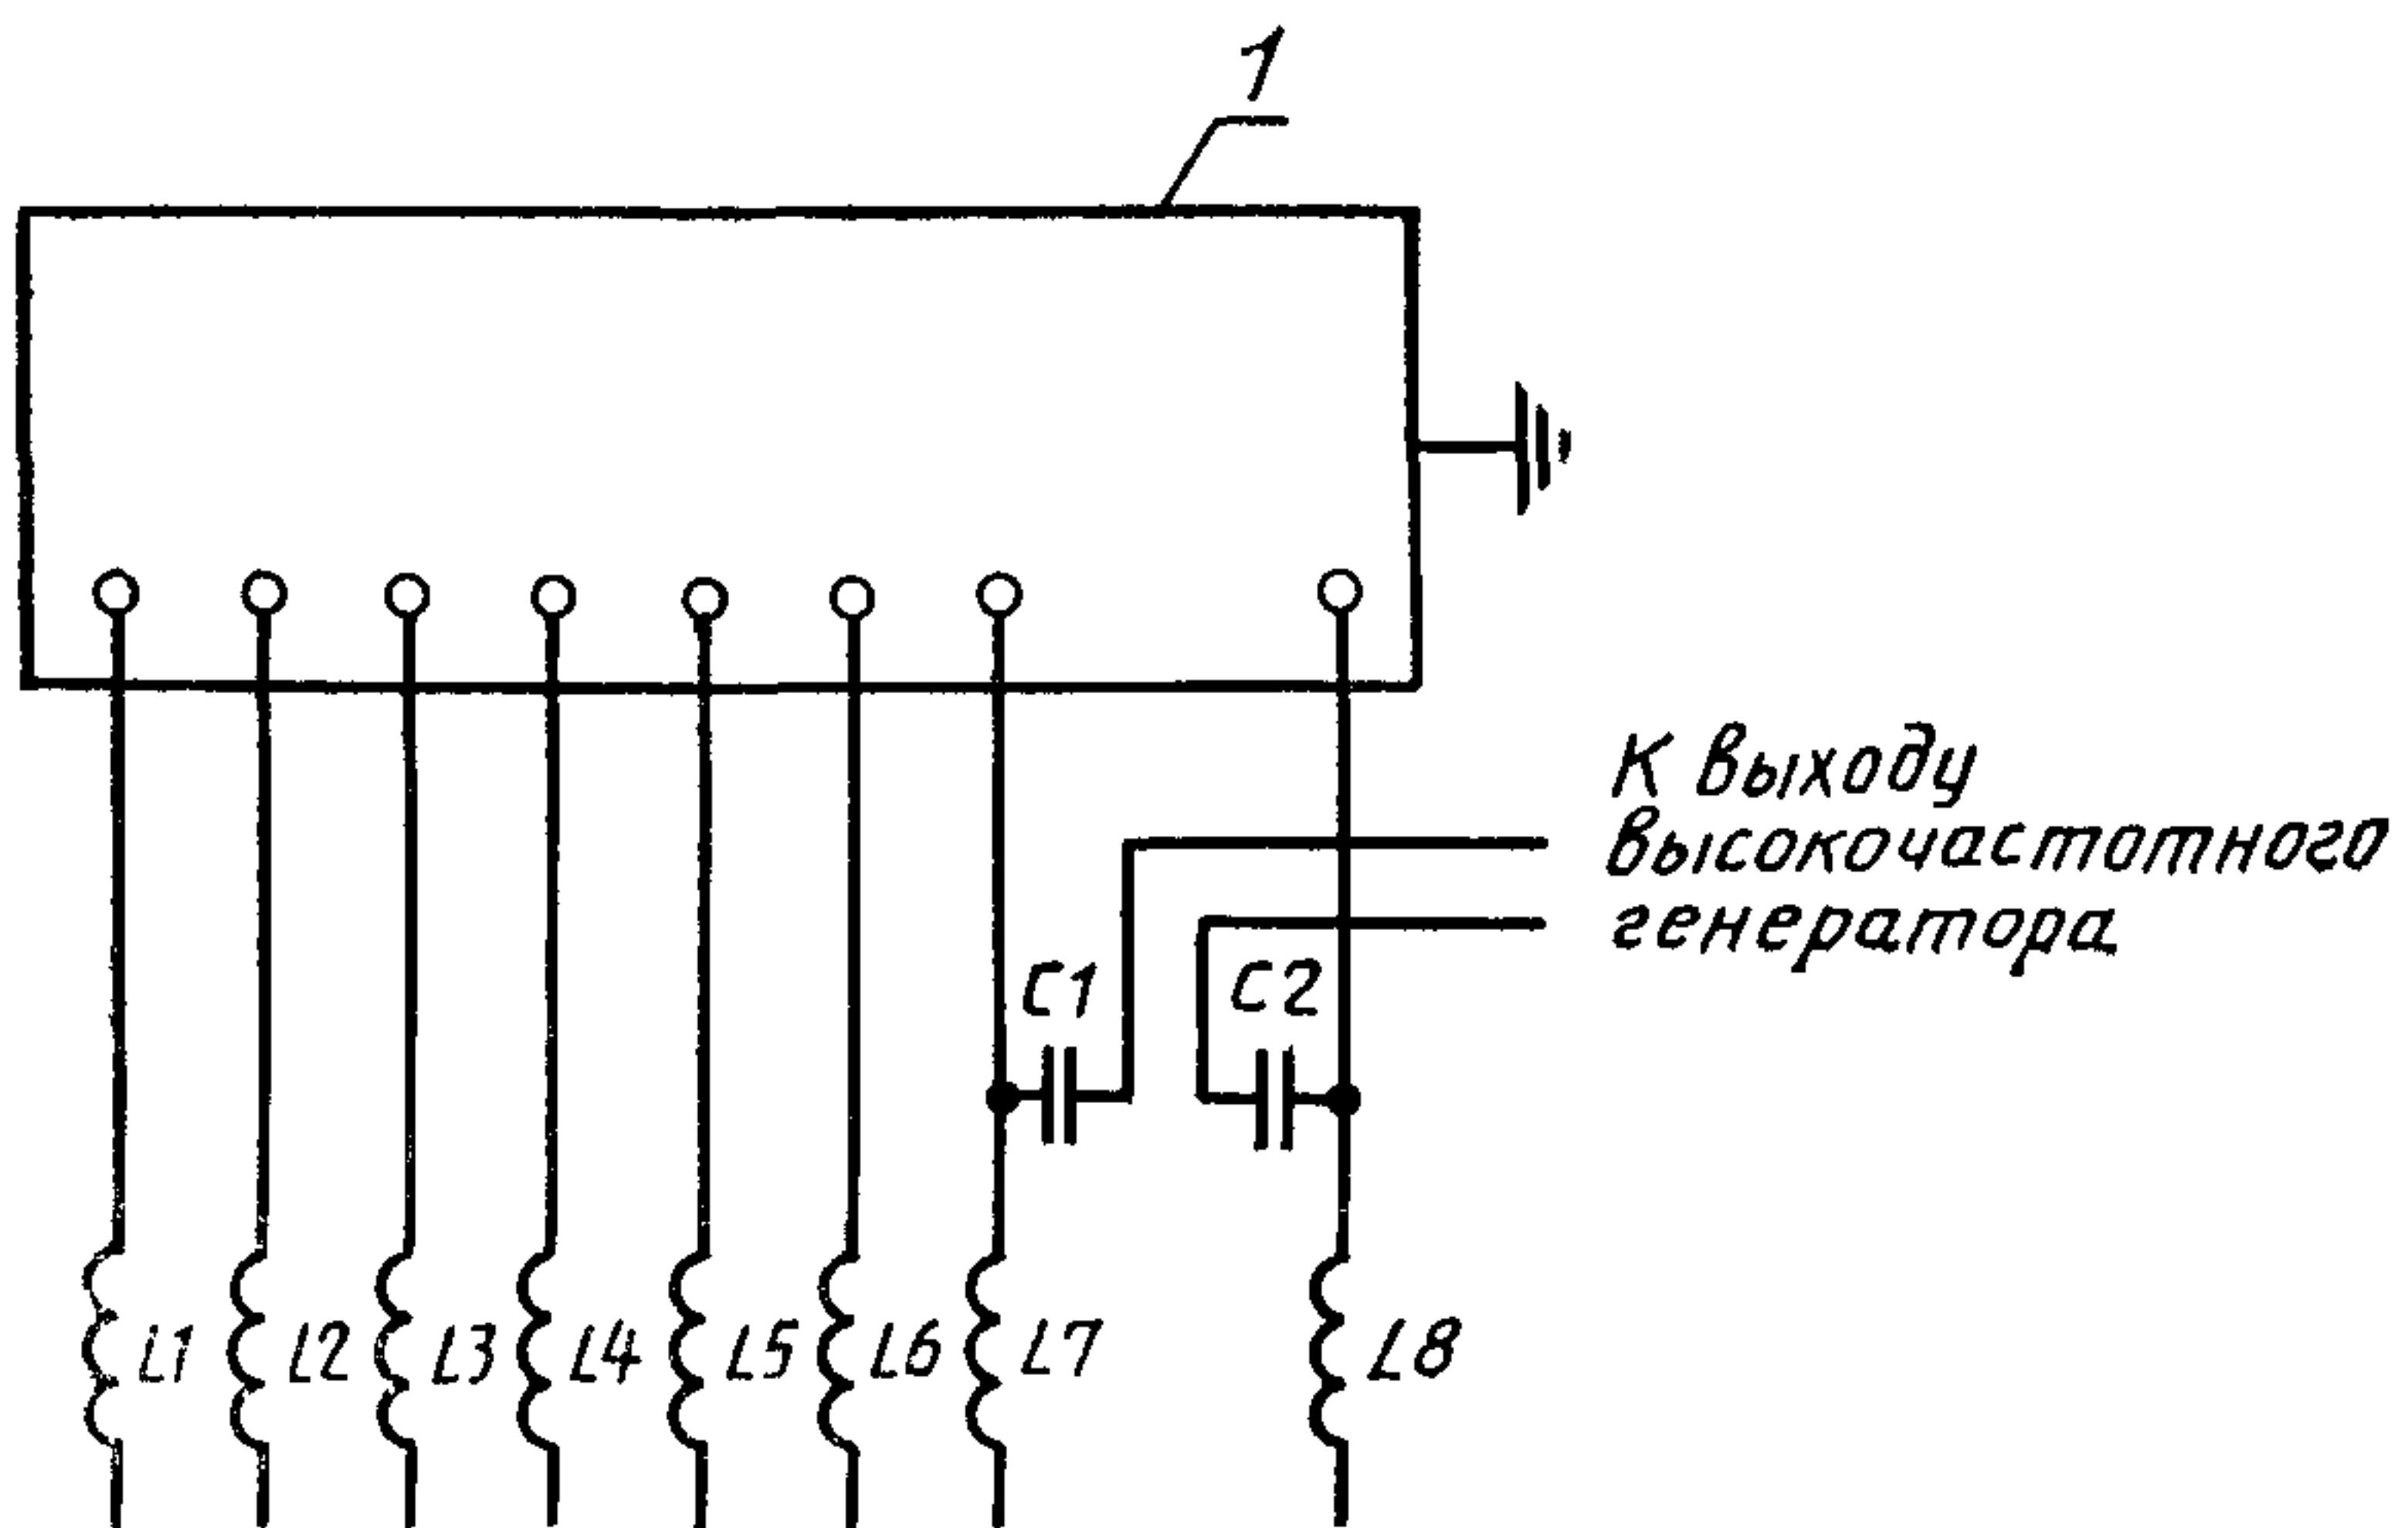 1
К выходу
высокочастотного
генератора
C1 C2
L1 L2 L3 L4 L5 L6 L7 L8